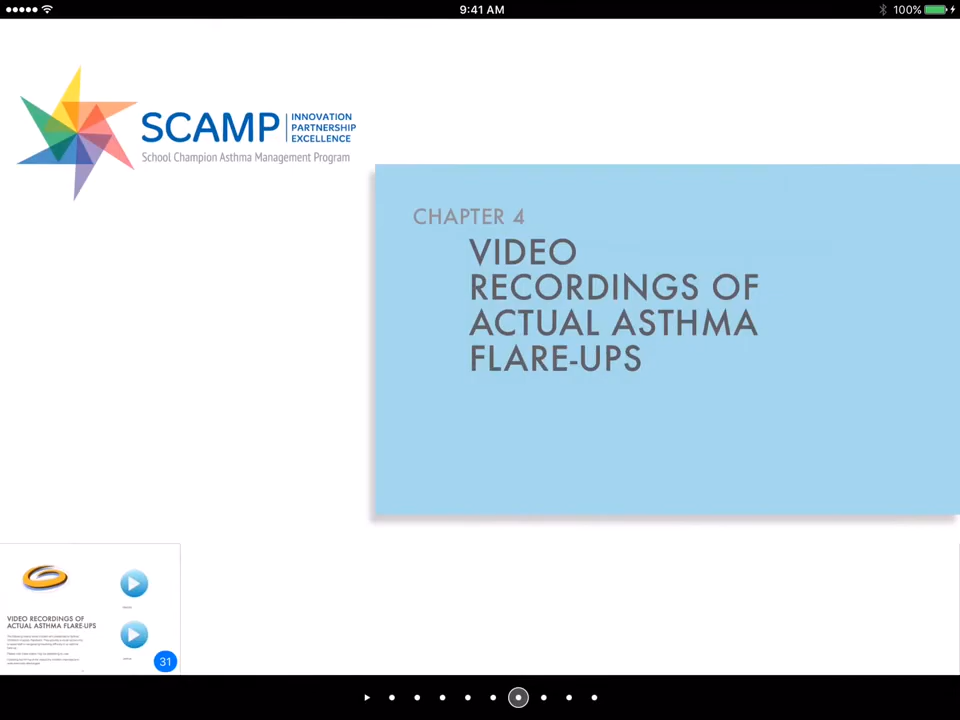 9:41 AM
100%
SCAMP
INNOVATION
PARTNERSHIP
EXCELLENCE
School Champion Asthma Management Program
CHAPTER 4
VIDEO
RECORDINGS OF
ACTUAL ASTHMA
FLARE-UPS
VIDEO RECORDINGS OF
ACTUAL ASTHMA FLARE-UPS
31